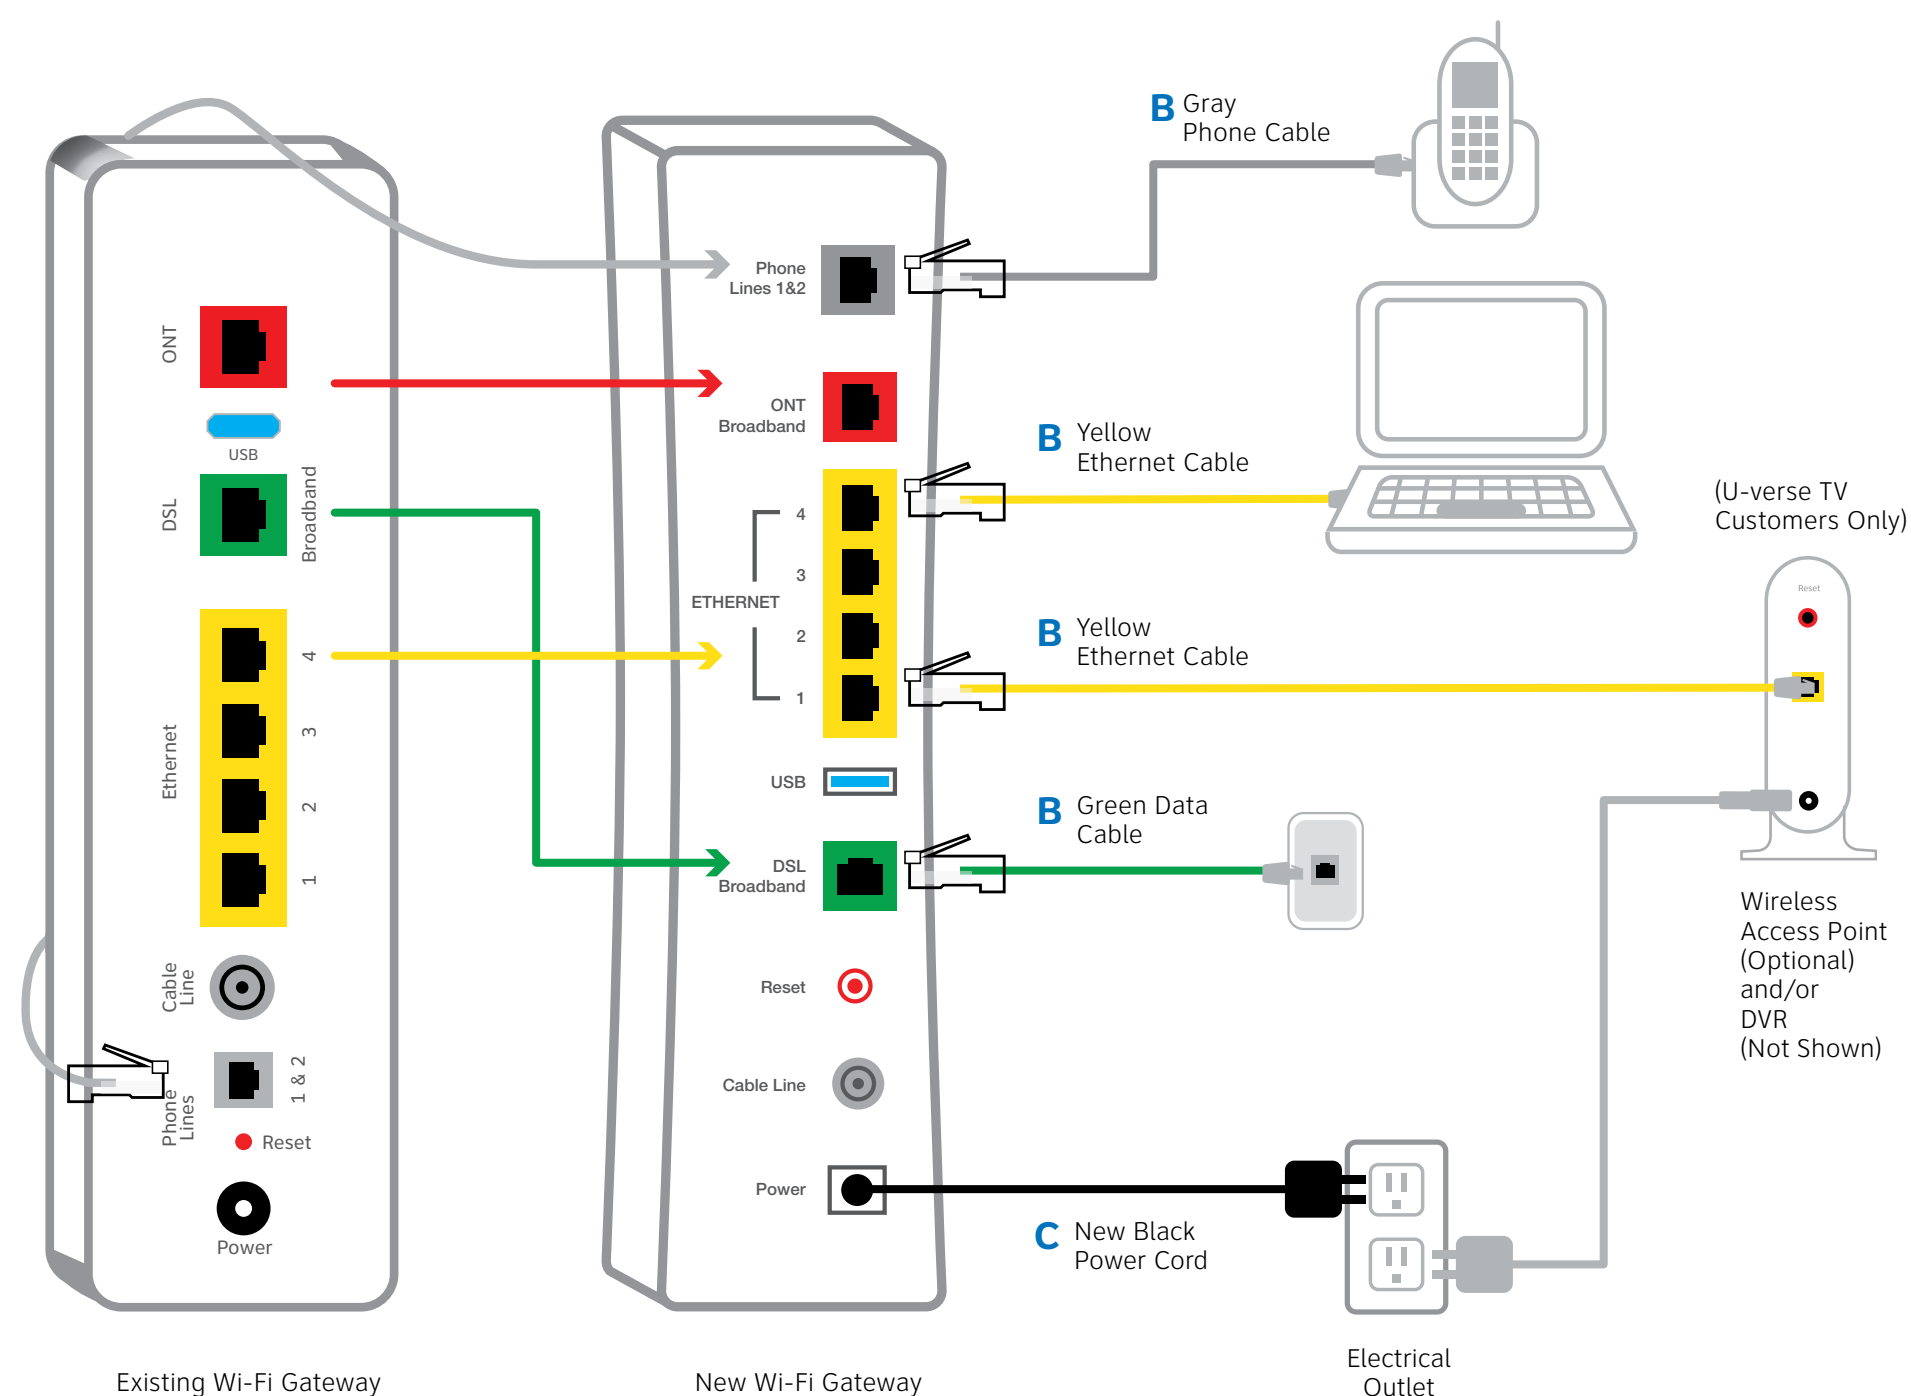 ONT
USB
DSL
Broadband
Ethernet
4
3
2
1
Cable
Line
Phone
Lines
1 & 2
Reset
Power
Existing Wi-Fi Gateway
Phone
Lines 1&2
ONT
Broadband
ETHERNET
4
3
2
1
USB
DSL
Broadband
Reset
Cable Line
Power
New Wi-Fi Gateway
B Gray
Phone Cable
B Yellow
Ethernet Cable
B Yellow
Ethernet Cable
B Green Data
Cable
C New Black
Power Cord
Electrical
Outlet
(U-verse TV
Customers Only)
Reset
Wireless
Access Point
(Optional)
and/or
DVR
(Not Shown)